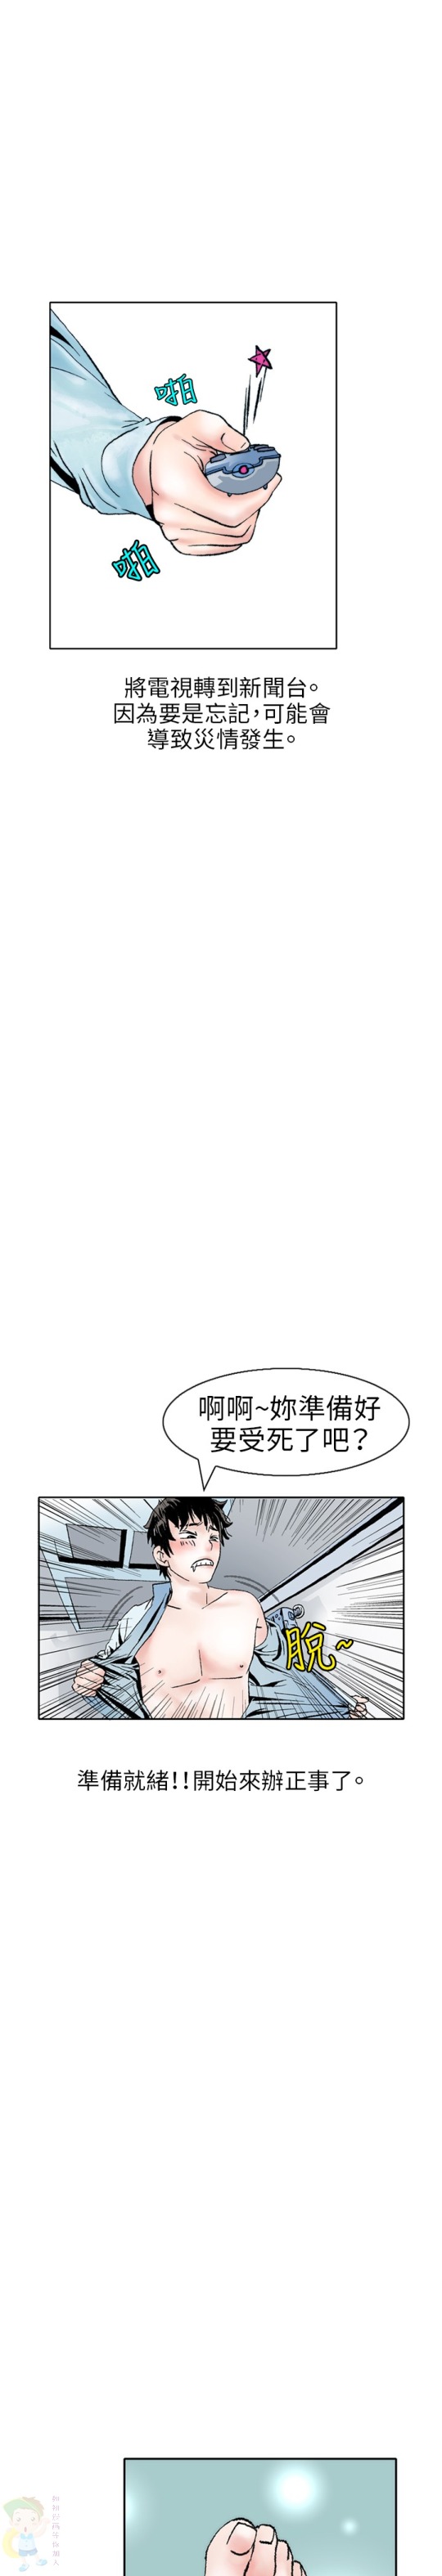 啪
啪
將電視轉到新聞台。
因為要是忘記，可能會
導致災情發生。
啊啊~妳準備好
要受死了吧？
脫~
準備就緒!!開始來辦正事了。